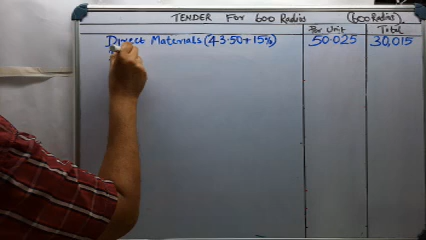 TENDER For 600 Radios (600 Radios)
Per Unit Total
Direct Materials (43.50+15%) 50.025 30,015